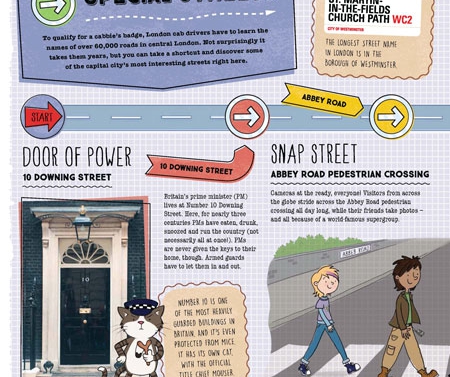 SPECIAL STREET
To qualify for a cabbie's badge, London cab drivers have to learn the
names of over 60,000 roads in central London. Not surprisingly it
takes them years, but you can take a shortcut and discover some
of the capital city's most interesting streets right here.
ST. MARTIN-
IN-THE-FIELDS
CHURCH PATH WC2
CITY OF WESTMINSTER
THE LONGEST STREET NAME
IN LONDON IS IN THE
BOROUGH OF WESTMINSTER
START
ABBEY ROAD
DOOR OF POWER
10 DOWNING STREET
10 DOWNING STREET
Britain's prime minister (PM)
lives at Number 10 Downing
Street. Here, for nearly three
centuries PMs have eaten, drunk,
snoozed and run the country (not
necessarily all at once!). PMs
are never given the keys to their
home, though. Armed guards
have to let them in and out.
10
NUMBER 10 IS ONE
OF THE MOST HEAVILY
GUARDED BUILDINGS IN
BRITAIN, AND IT'S EVEN
PROTECTED FROM MICE.
IT HAS ITS OWN CAT,
WITH THE OFFICIAL
TITLE CHIEF MOUSER
SNAP STREET
ABBEY ROAD PEDESTRIAN CROSSING
Cameras at the ready, everyone! Visitors from across
the globe stride across the Abbey Road pedestrian
crossing all day long, while their friends take photos –
and all because of a world-famous supergroup.
ABBEY ROAD